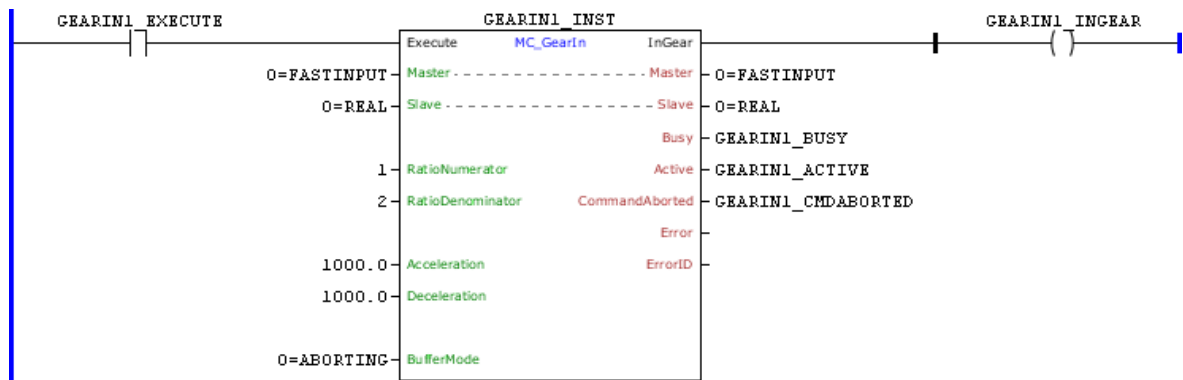 GEARIN1_EXECUTE GEARIN1_INST GEARIN1_INGEAR
Execute MC_GearIn InGear
0=FASTINPUT Master Master 0=FASTINPUT
0=REAL Slave Slave 0=REAL
Busy GEARIN1_BUSY
1 RatioNumerator Active GEARIN1_ACTIVE
2 RatioDenominator CommandAborted GEARIN1_CMDABORTED
Error
1000.0 Acceleration ErrorID
1000.0 Deceleration
0=ABORTING BufferMode